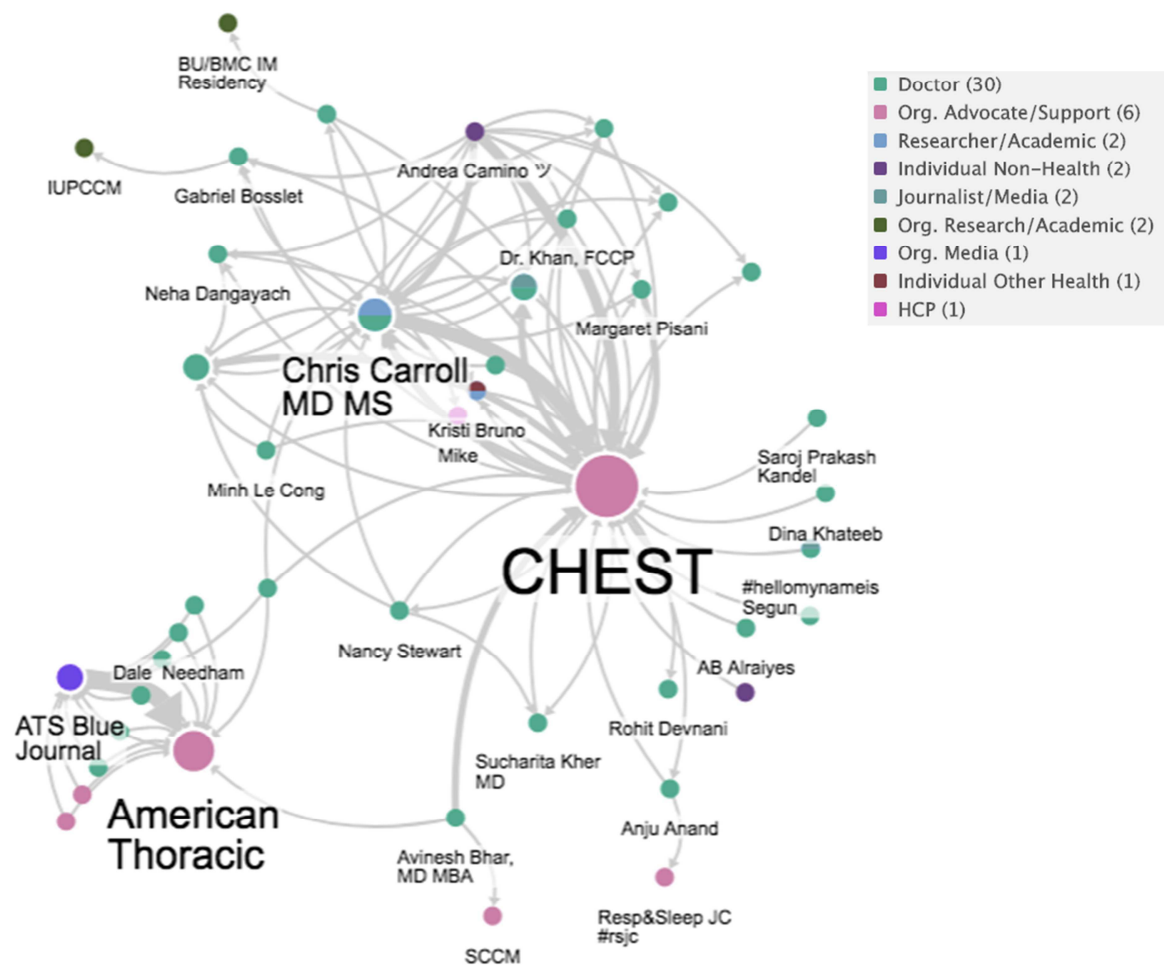 BU/BMC IM
Residency
IUPCCM
Gabriel Bosslet
Andrea Camino ツ
Neha Dangayach
Dr. Khan, FCCP
Margaret Pisani
Chris Carroll
MD MS
Kristi Bruno
Mike
Minh Le Cong
CHEST
Saroj Prakash
Kandel
Dina Khateeb
#hellomynameis
Segun
AB Alraiyes
Nancy Stewart
Dale Needham
ATS Blue
Journal
American
Thoracic
Rohit Devnani
Sucharita Kher
MD
Anju Anand
Avinesh Bhar,
MD MBA
Resp&Sleep JC
#rsjc
SCCM
Doctor (30)
Org. Advocate/Support (6)
Researcher/Academic (2)
Individual Non-Health (2)
Journalist/Media (2)
Org. Research/Academic (2)
Org. Media (1)
Individual Other Health (1)
HCP (1)